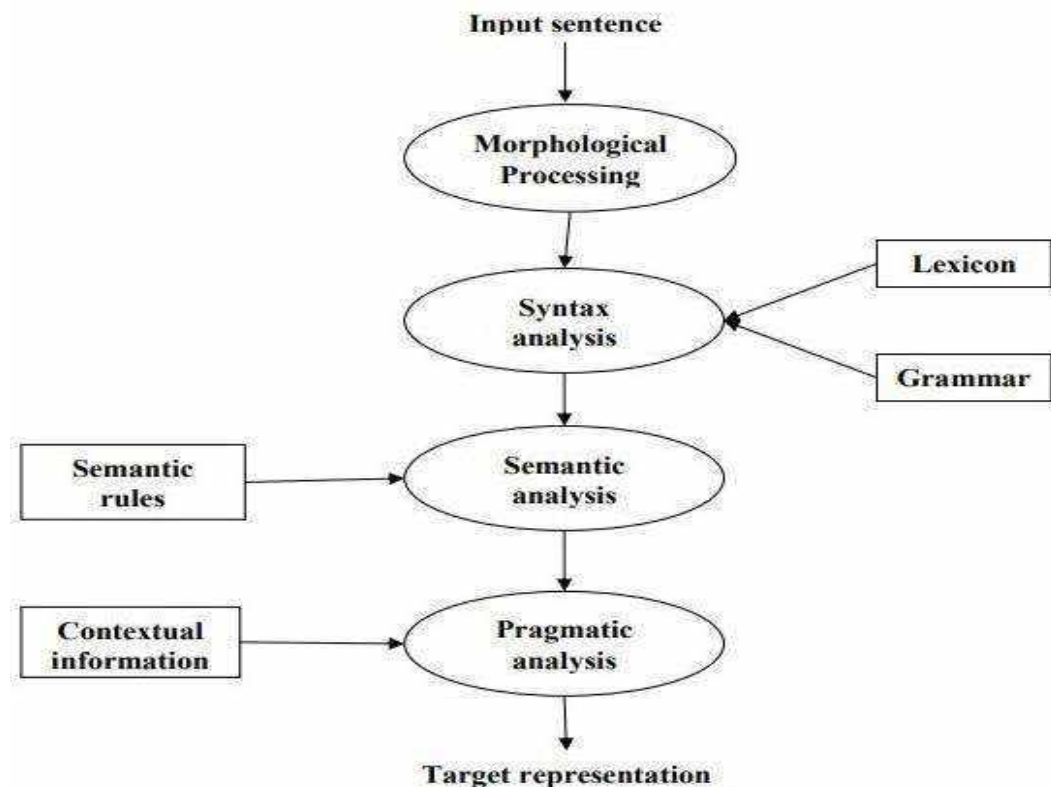 Input sentence
Morphological
Processing
Lexicon
Syntax
analysis
Grammar
Semantic
rules
Semantic
analysis
Contextual
information
Pragmatic
analysis
Target representation